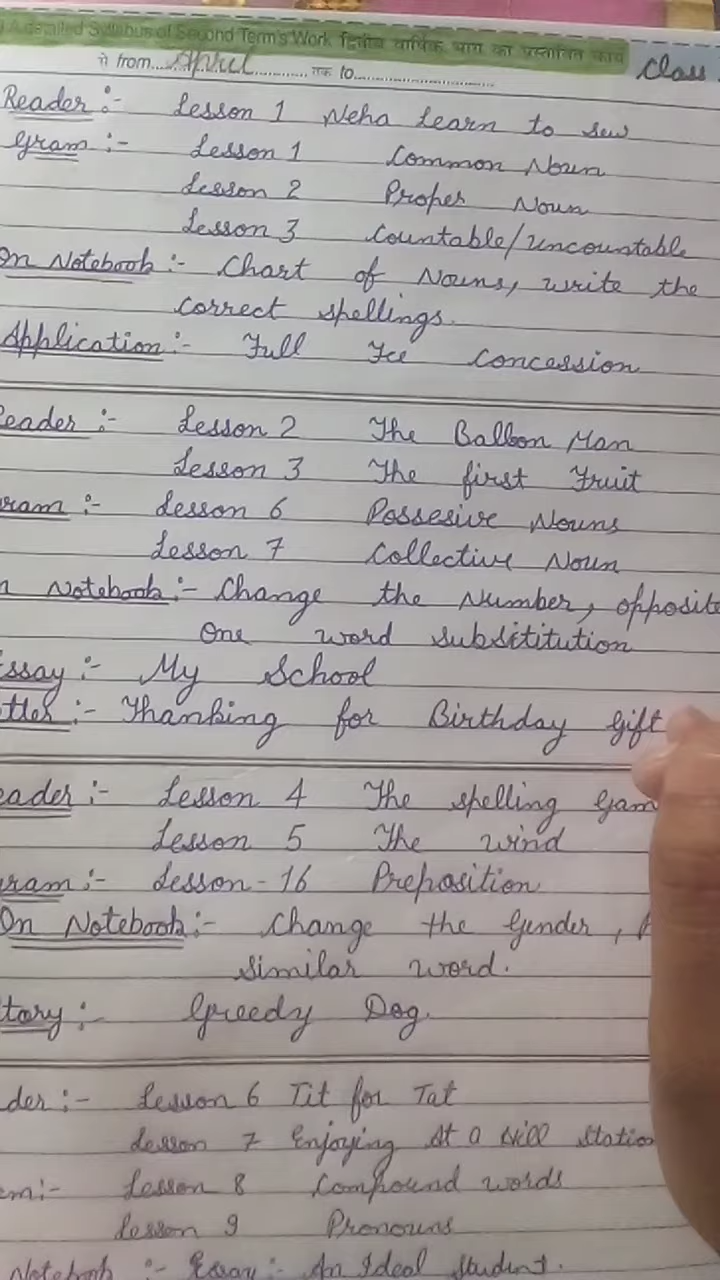 A detailed Syllabus of Second Term's Work द्वितीय वार्षिक भाग का प्रस्तावित कार्य
से from.....April............तक to.................................. Class
Reader :- Lesson 1 Neha Learn to Sew
Gram :- Lesson 1 Common Noun
Lesson 2 Proper Noun
Lesson 3 Countable/Uncountable
On Notebook :- Chart of Nouns, write the
correct spellings.
Application :- Full Fee Concession
Reader :- Lesson 2 The Balloon Man
Lesson 3 The first Fruit
ram :- Lesson 6 Possesive Nouns
Lesson 7 Collective Noun
n Notebook :- Change the Number, opposite
One word substitution
Essay :- My School
tter :- Thanking for Birthday Gift
eader :- Lesson 4 The spelling Gam
Lesson 5 The wind
ram :- Lesson - 16 Preposition
On Notebook :- Change the Gender,
similar word.
tory :- Greedy Dog.
der :- Lesson 6 Tit for Tat
Lesson 7 Enjoying At a Hill Statio
em :- Lesson 8 Compound words
Lesson 9 Pronouns
Notebook :- Essay :- An Ideal Student.